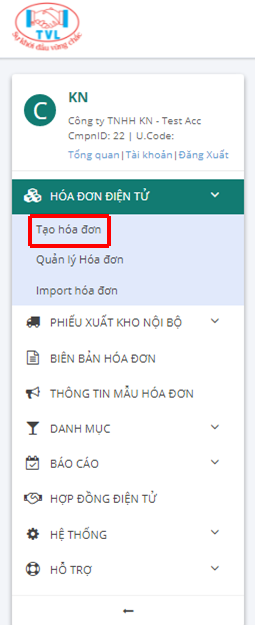 TVL
Sự khởi đầu vững chắc
C
KN
Công ty TNHH KN - Test Acc
CmpnID: 22 | U.Code:
Tổng quan|Tài khoản|Đăng Xuất
HÓA ĐƠN ĐIỆN TỬ
Tạo hóa đơn
Quản lý Hóa đơn
Import hóa đơn
PHIẾU XUẤT KHO NỘI BỘ
BIÊN BẢN HÓA ĐƠN
THÔNG TIN MẪU HÓA ĐƠN
DANH MỤC
BÁO CÁO
HỢP ĐỒNG ĐIỆN TỬ
HỆ THỐNG
HỖ TRỢ